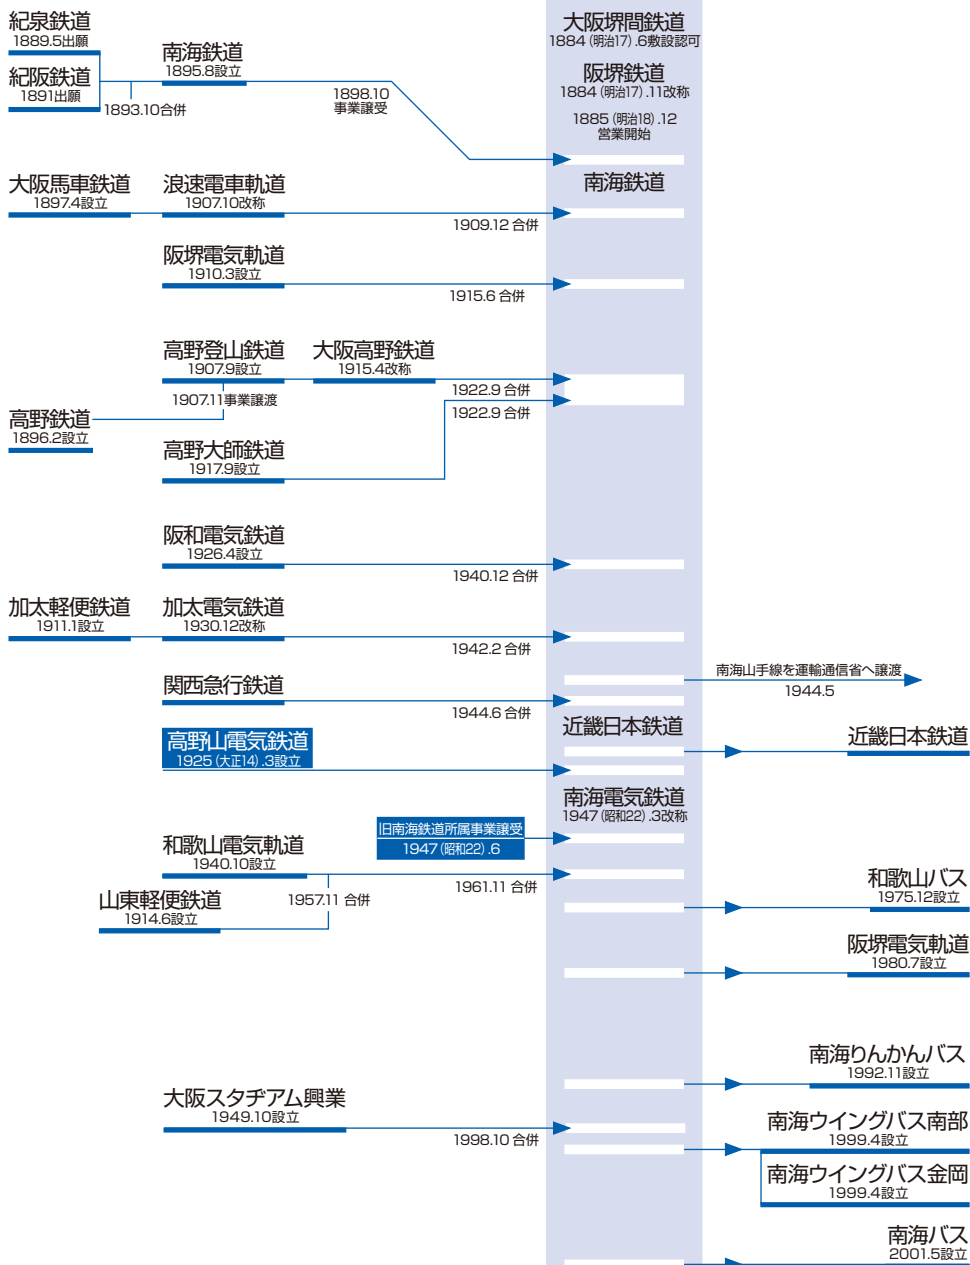 紀泉鉄道
1889.5出願
紀阪鉄道
1891出願
1893.10合併
南海鉄道
1895.8設立
1898.10
事業譲受
大阪堺間鉄道
1884(明治17).6敷設認可
阪堺鉄道
1884(明治17).11改称
1885(明治18).12
営業開始
南海鉄道
大阪馬車鉄道
1897.4設立
浪速電車軌道
1907.10改称
1909.12 合併
阪堺電気軌道
1910.3設立
1915.6 合併
高野登山鉄道
1907.9設立
大阪高野鉄道
1915.4改称
1922.9 合併
1907.11事業譲渡
1922.9 合併
高野鉄道
1896.2設立
高野大師鉄道
1917.9設立
阪和電気鉄道
1926.4設立
1940.12 合併
加太軽便鉄道
1911.1設立
加太電気鉄道
1930.12改称
1942.2 合併
南海山手線を運輸通信省へ譲渡
1944.5
関西急行鉄道
1944.6 合併
近畿日本鉄道
近畿日本鉄道
高野山電気鉄道
1925(大正14).3設立
南海電気鉄道
1947(昭和22).3改称
旧南海鉄道所属事業譲受
1947(昭和22).6
和歌山電気軌道
1940.10設立
1961.11 合併
山東軽便鉄道
1914.6設立
1957.11 合併
和歌山バス
1975.12設立
阪堺電気軌道
1980.7設立
南海りんかんバス
1992.11設立
大阪スタヂアム興業
1949.10設立
1998.10 合併
南海ウイングバス南部
1999.4設立
南海ウイングバス金岡
1999.4設立
南海バス
2001.5設立